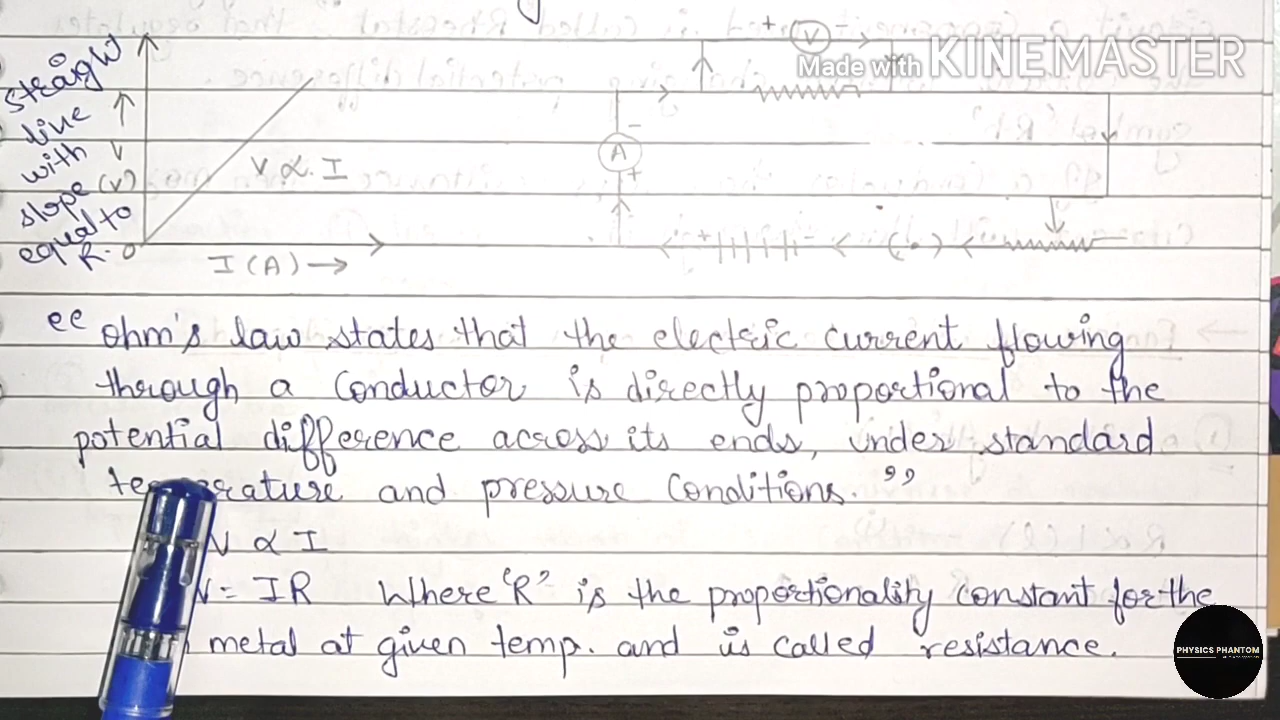 Straight
line
with
slope (V)
equal to
R.
O
I (A) →
V ∝ I
+ V
Made with KINEMASTER
−
A
+
+ −
(•)
"Ohm's law states that the electric current flowing
through a conductor is directly proportional to the
potential difference across its ends, under standard
and pressure conditions."
V ∝ I
V = IR Where 'R' is the proportionality constant for the
metal at given temp. and is called resistance.
PHYSICS PHANTOM